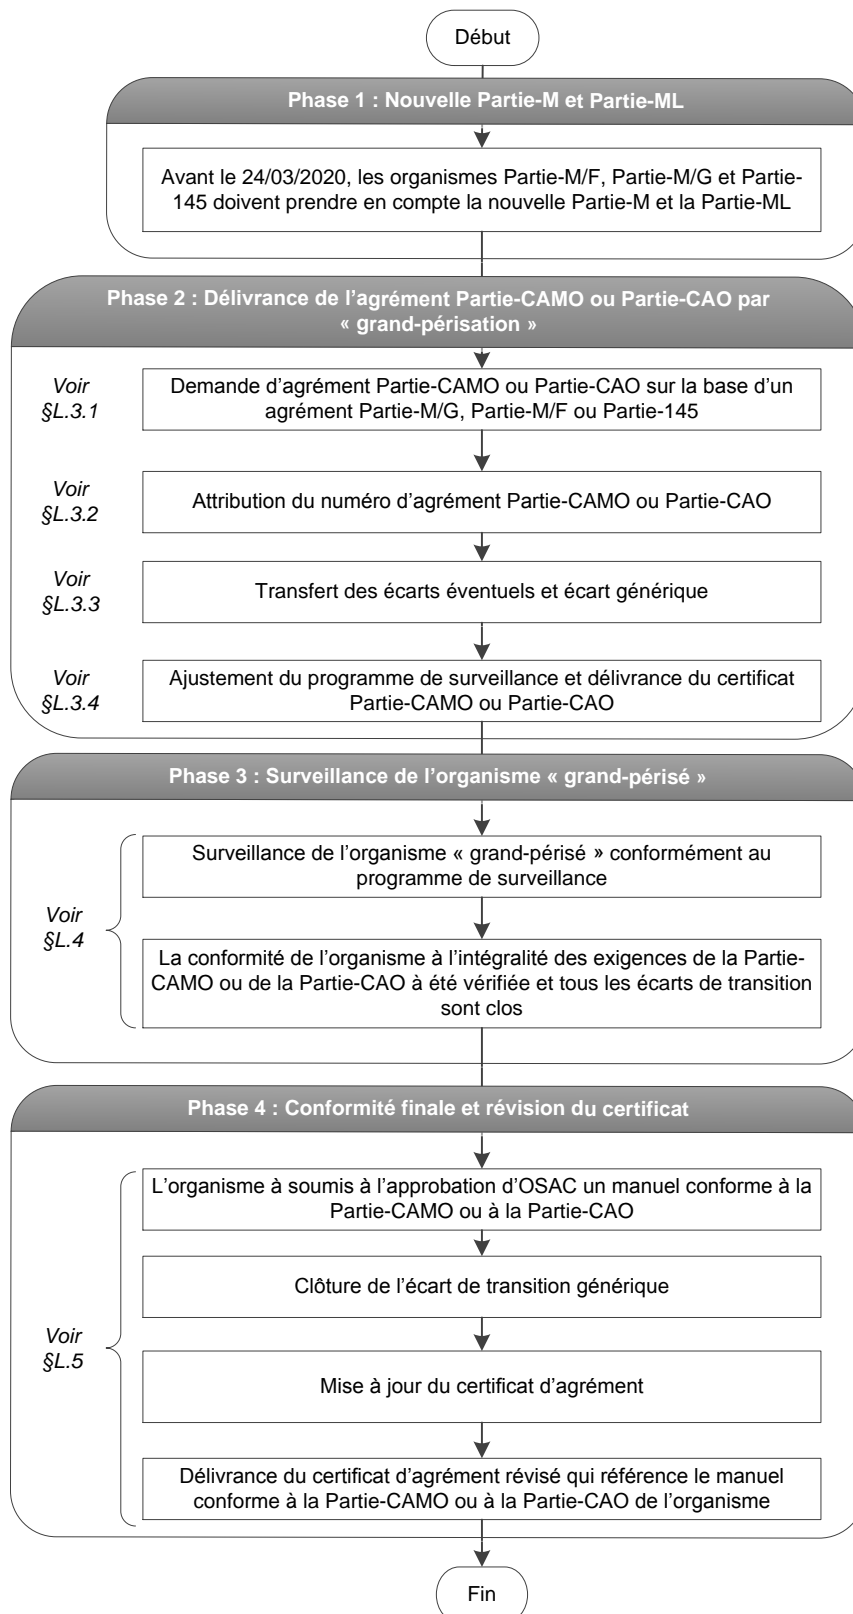 Début
Phase 1 : Nouvelle Partie-M et Partie-ML
Avant le 24/03/2020, les organismes Partie-M/F, Partie-M/G et Partie-
145 doivent prendre en compte la nouvelle Partie-M et la Partie-ML
Phase 2 : Délivrance de l’agrément Partie-CAMO ou Partie-CAO par
« grand-périsation »
Voir
§L.3.1
Demande d’agrément Partie-CAMO ou Partie-CAO sur la base d’un
agrément Partie-M/G, Partie-M/F ou Partie-145
Voir
§L.3.2
Attribution du numéro d’agrément Partie-CAMO ou Partie-CAO
Voir
§L.3.3
Transfert des écarts éventuels et écart générique
Voir
§L.3.4
Ajustement du programme de surveillance et délivrance du certificat
Partie-CAMO ou Partie-CAO
Phase 3 : Surveillance de l’organisme « grand-périsé »
Voir
§L.4
Surveillance de l’organisme « grand-périsé » conformément au
programme de surveillance
La conformité de l’organisme à l’intégralité des exigences de la Partie-
CAMO ou de la Partie-CAO à été vérifiée et tous les écarts de transition
sont clos
Phase 4 : Conformité finale et révision du certificat
Voir
§L.5
L’organisme à soumis à l’approbation d’OSAC un manuel conforme à la
Partie-CAMO ou à la Partie-CAO
Clôture de l’écart de transition générique
Mise à jour du certificat d’agrément
Délivrance du certificat d’agrément révisé qui référence le manuel
conforme à la Partie-CAMO ou à la Partie-CAO de l’organisme
Fin